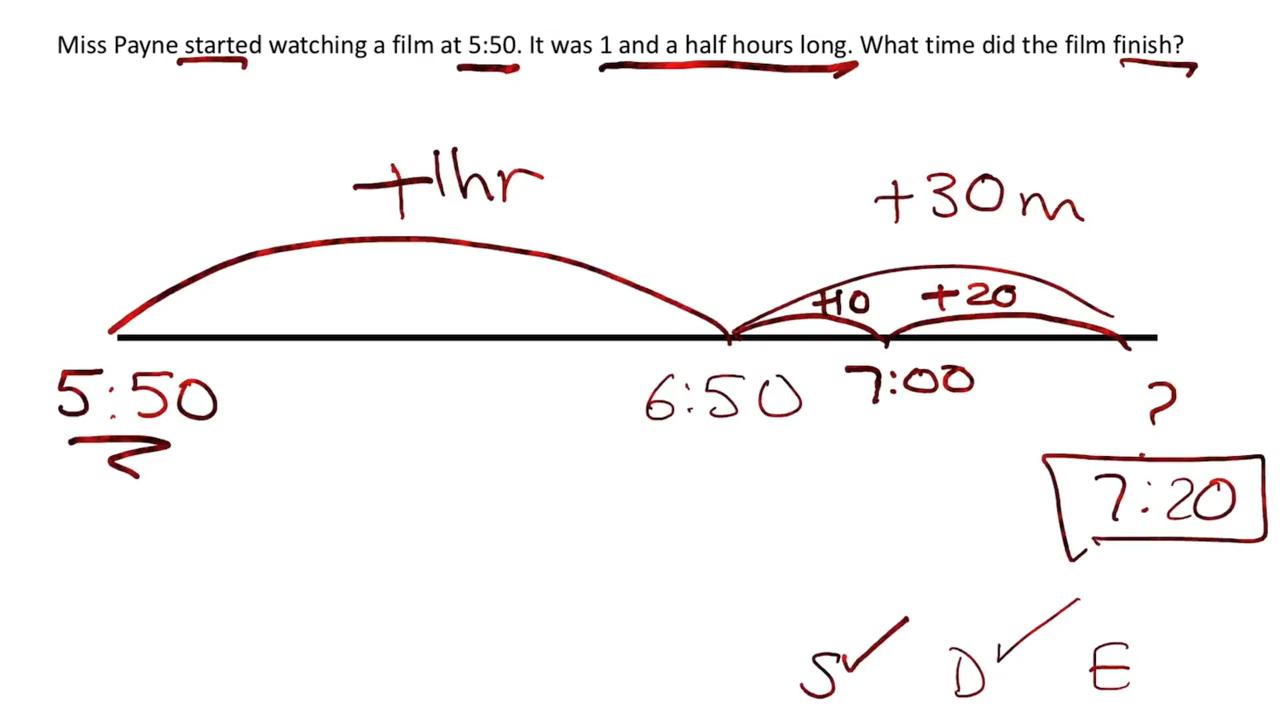 Miss Payne started watching a film at 5:50. It was 1 and a half hours long. What time did the film finish?
+1hr
+30m
+10 +20
5:50 6:50 7:00 ?
7:20
S D E